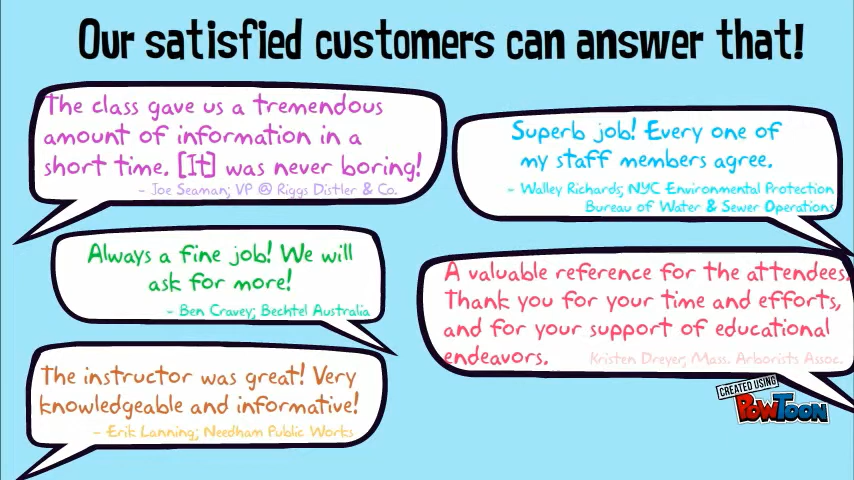 Our satisfied customers can answer that!
The class gave us a tremendous
amount of information in a
short time. [It] was never boring!
- Joe Seaman; VP @ Riggs Distler & Co.
Superb job! Every one of
my staff members agree.
- Walley Richards; NYC Environmental Protection
Bureau of Water & Sewer Operations
Always a fine job! We will
ask for more!
- Ben Cravey; Bechtel Australia
A valuable reference for the attendees.
Thank you for your time and efforts,
and for your support of educational
endeavors. Kristen Dreyer; Mass. Arborists Assoc.
The instructor was great! Very
knowledgeable and informative!
- Erik Lanning; Needham Public Works
CREATED USING
POWTOON